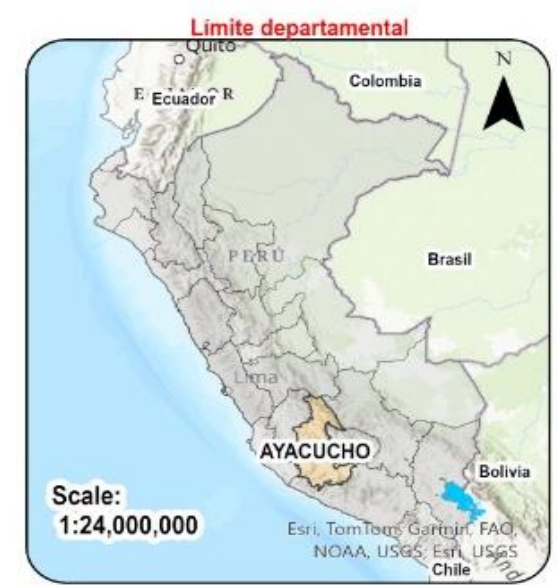 Límite departamental
Quito
N
Colombia
Ecuador
PERÚ
Brasil
Lima
AYACUCHO
Bolivia
Scale:
1:24,000,000
Esri, TomTom, Garmin, FAO,
NOAA, USGS, Esri, USGS
Chile
And